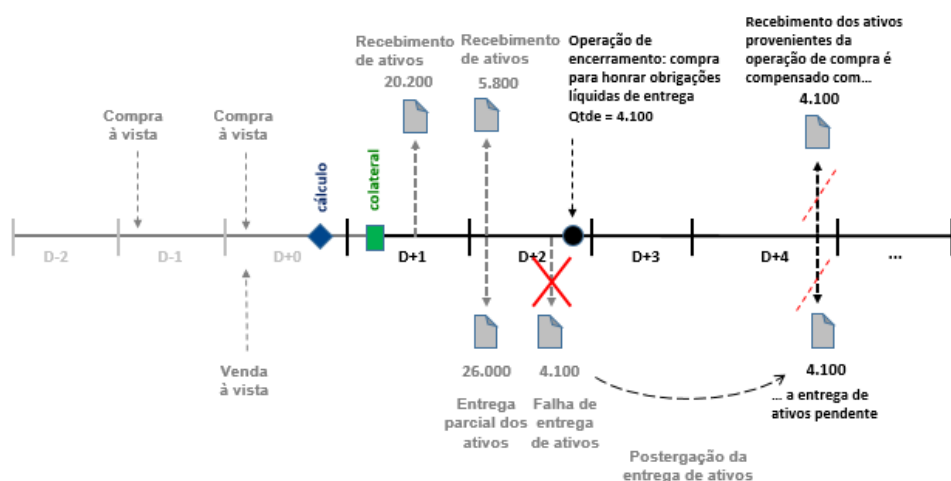 Recebimento
de ativos
20.200
Recebimento
de ativos
5.800
Operação de
encerramento: compra
para honrar obrigações
líquidas de entrega
Qtde = 4.100
Recebimento dos ativos
provenientes da
operação de compra é
compensado com...
4.100
Compra
à vista
Compra
à vista
cálculo
colateral
D-2
D-1
D+0
D+1
D+2
D+3
D+4
...
Venda
à vista
26.000
Entrega
parcial dos
ativos
4.100
Falha de
entrega
de ativos
4.100
... a entrega de
ativos pendente
Postergação da
entrega de ativos